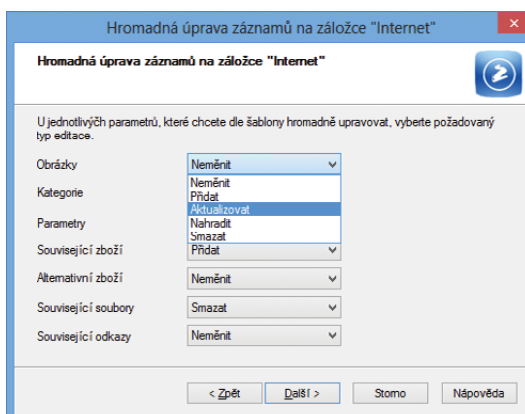 Hromadná úprava záznamů na záložce "Internet"
Hromadná úprava záznamů na záložce "Internet"
U jednotlivýčh parametrů, které chcete dle šablony hromadně upravovat, vyberte požadovaný
typ editace.
Obrázky Neměnit
Neměnit
Kategorie Přidat
Aktualizovat
Parametry Nahradit
Smazat
Související zboží Přidat
Alternativní zboží Neměnit
Související soubory Smazat
Související odkazy Neměnit
< Zpět Další > Storno Nápověda